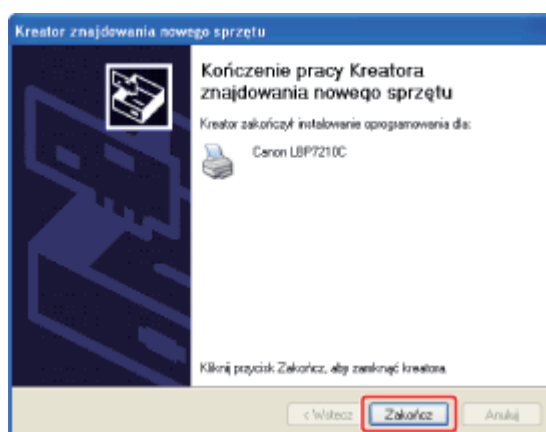 Kreator znajdowania nowego sprzętu
Kończenie pracy Kreatora
znajdowania nowego sprzętu
Kreator zakończył instalowanie oprogramowania dla:
Canon LBP7210C
Kliknij przycisk Zakończ, aby zamknąć kreatora.
< Wstecz
Zakończ
Anuluj